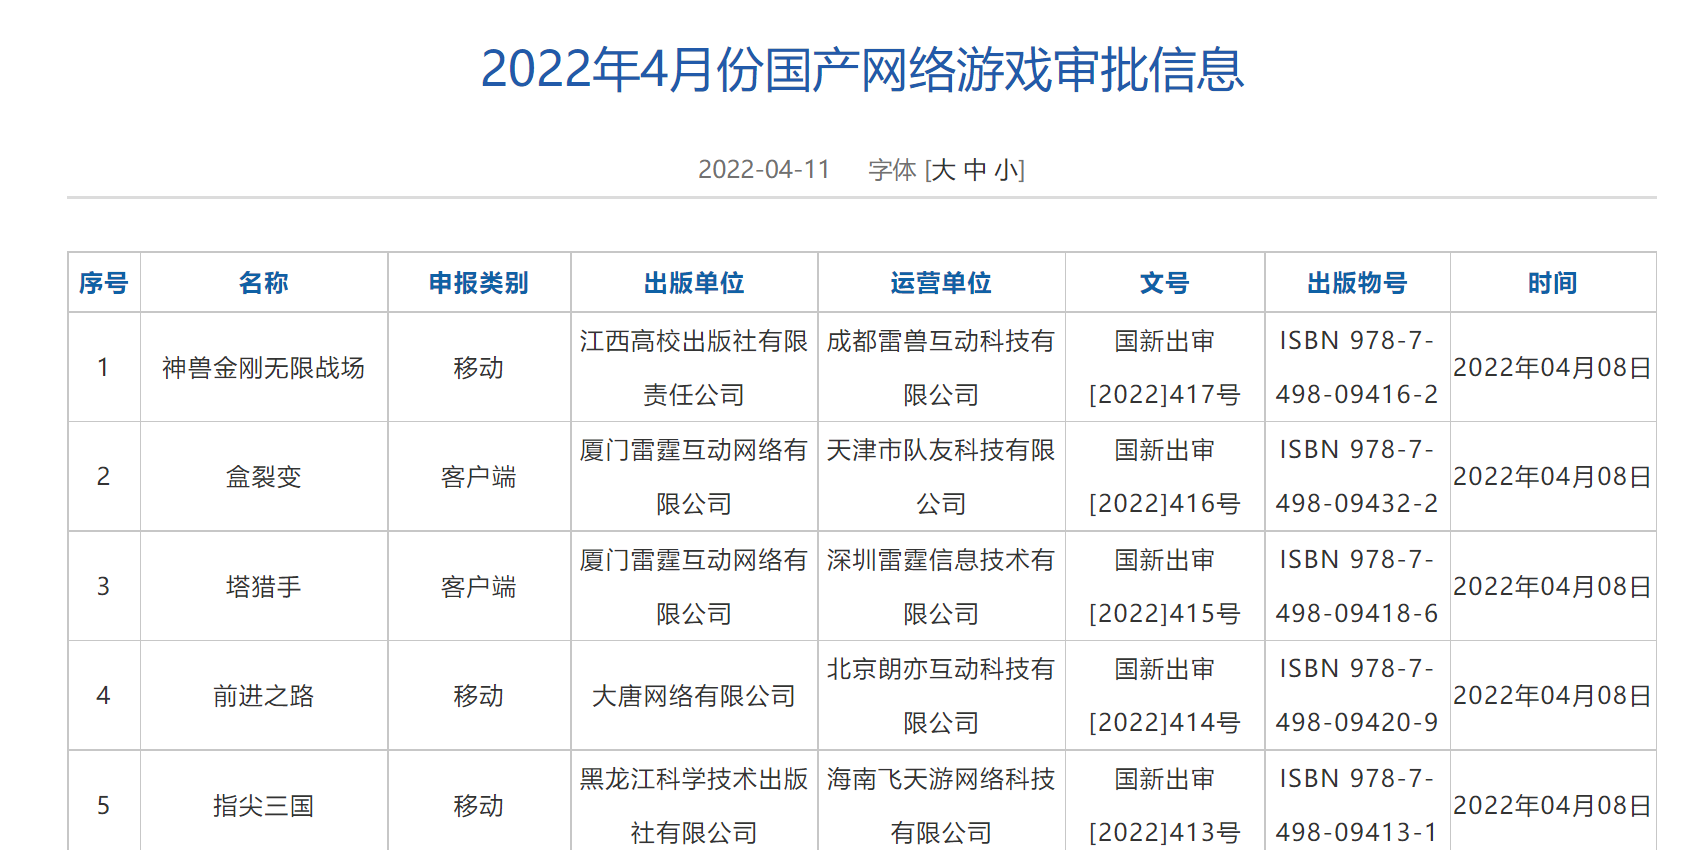 2022年4月份国产网络游戏审批信息
2022-04-11 字体 [大 中 小]
序号 名称 申报类别 出版单位 运营单位 文号 出版物号 时间
1 神兽金刚无限战场 移动 江西高校出版社有限责任公司 成都雷兽互动科技有限公司 国新出审[2022]417号 ISBN 978-7-498-09416-2 2022年04月08日
2 盒裂变 客户端 厦门雷霆互动网络有限公司 天津市队友科技有限公司 国新出审[2022]416号 ISBN 978-7-498-09432-2 2022年04月08日
3 塔猎手 客户端 厦门雷霆互动网络有限公司 深圳雷霆信息技术有限公司 国新出审[2022]415号 ISBN 978-7-498-09418-6 2022年04月08日
4 前进之路 移动 大唐网络有限公司 北京朗亦互动科技有限公司 国新出审[2022]414号 ISBN 978-7-498-09420-9 2022年04月08日
5 指尖三国 移动 黑龙江科学技术出版社有限公司 海南飞天游网络科技有限公司 国新出审[2022]413号 ISBN 978-7-498-09413-1 2022年04月08日